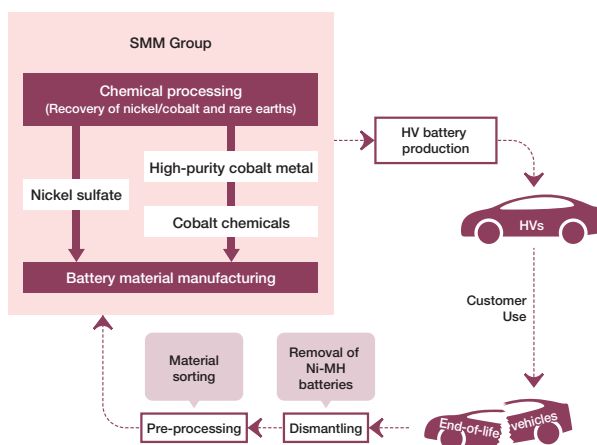 SMM Group
Chemical processing
(Recovery of nickel/cobalt and rare earths)
High-purity cobalt metal
Nickel sulfate
Cobalt chemicals
Battery material manufacturing
HV battery
production
HVs
Customer
Use
End-of-life vehicles
Removal of
Ni-MH
batteries
Dismantling
Material
sorting
Pre-processing